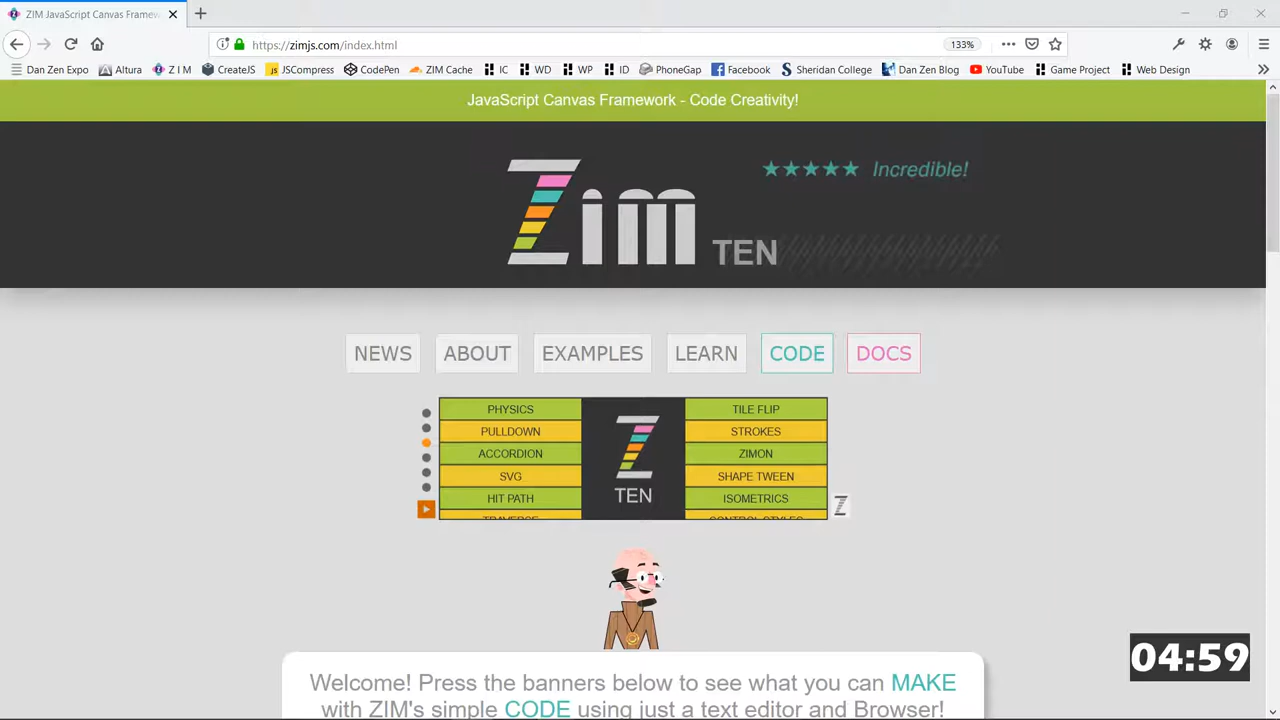 ZIM JavaScript Canvas Framew
https://zimjs.com/index.html
133%
Dan Zen Expo
Altura
Z I M
CreateJS
JSCompress
CodePen
ZIM Cache
IC
WD
WP
ID
PhoneGap
Facebook
Sheridan College
Dan Zen Blog
YouTube
Game Project
Web Design
JavaScript Canvas Framework - Code Creativity!
Zim TEN
★★★★★ Incredible!
NEWS
ABOUT
EXAMPLES
LEARN
CODE
DOCS
PHYSICS
PULLDOWN
ACCORDION
SVG
HIT PATH
TRAVERSE
Z
TEN
TILE FLIP
STROKES
ZIMON
SHAPE TWEEN
ISOMETRICS
CONTROL STYLES
Z
04:59
Welcome! Press the banners below to see what you can MAKE
with ZIM's simple CODE using just a text editor and Browser!